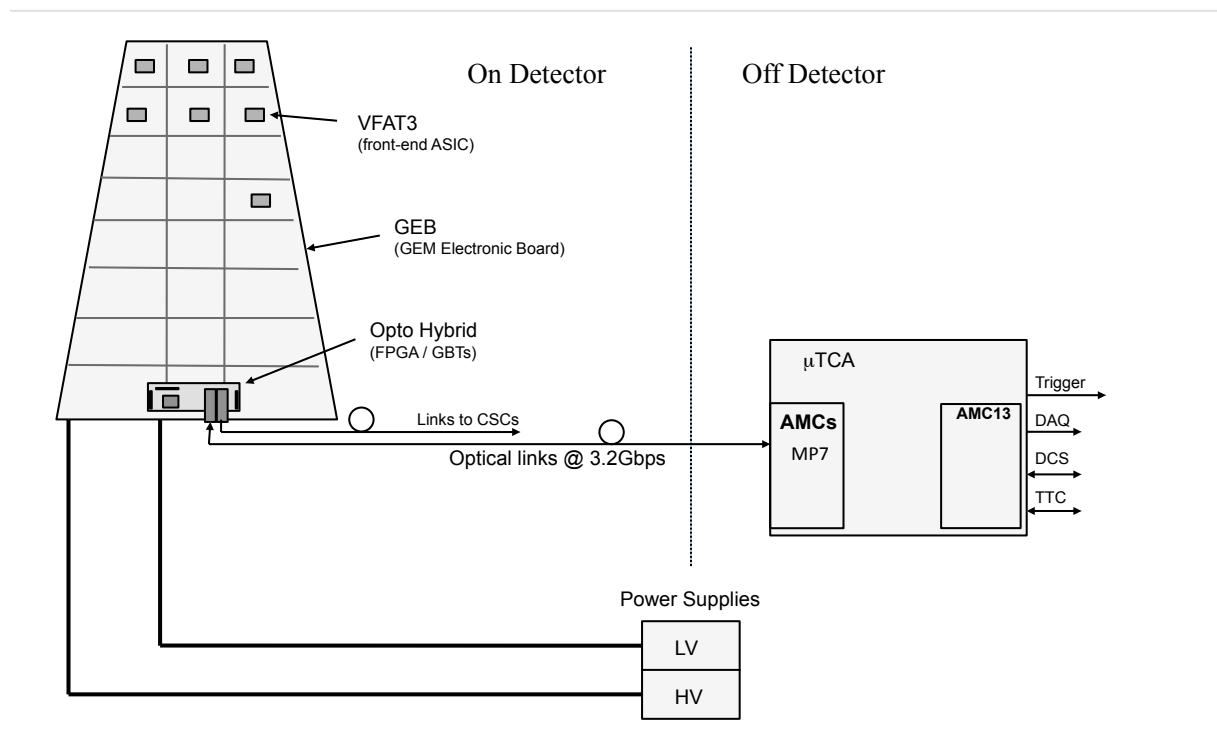 On Detector
Off Detector
VFAT3
(front-end ASIC)
GEB
(GEM Electronic Board)
Opto Hybrid
(FPGA / GBTs)
Links to CSCs
Optical links @ 3.2Gbps
μTCA
AMCs
MP7
AMC13
Trigger
DAQ
DCS
TTC
Power Supplies
LV
HV